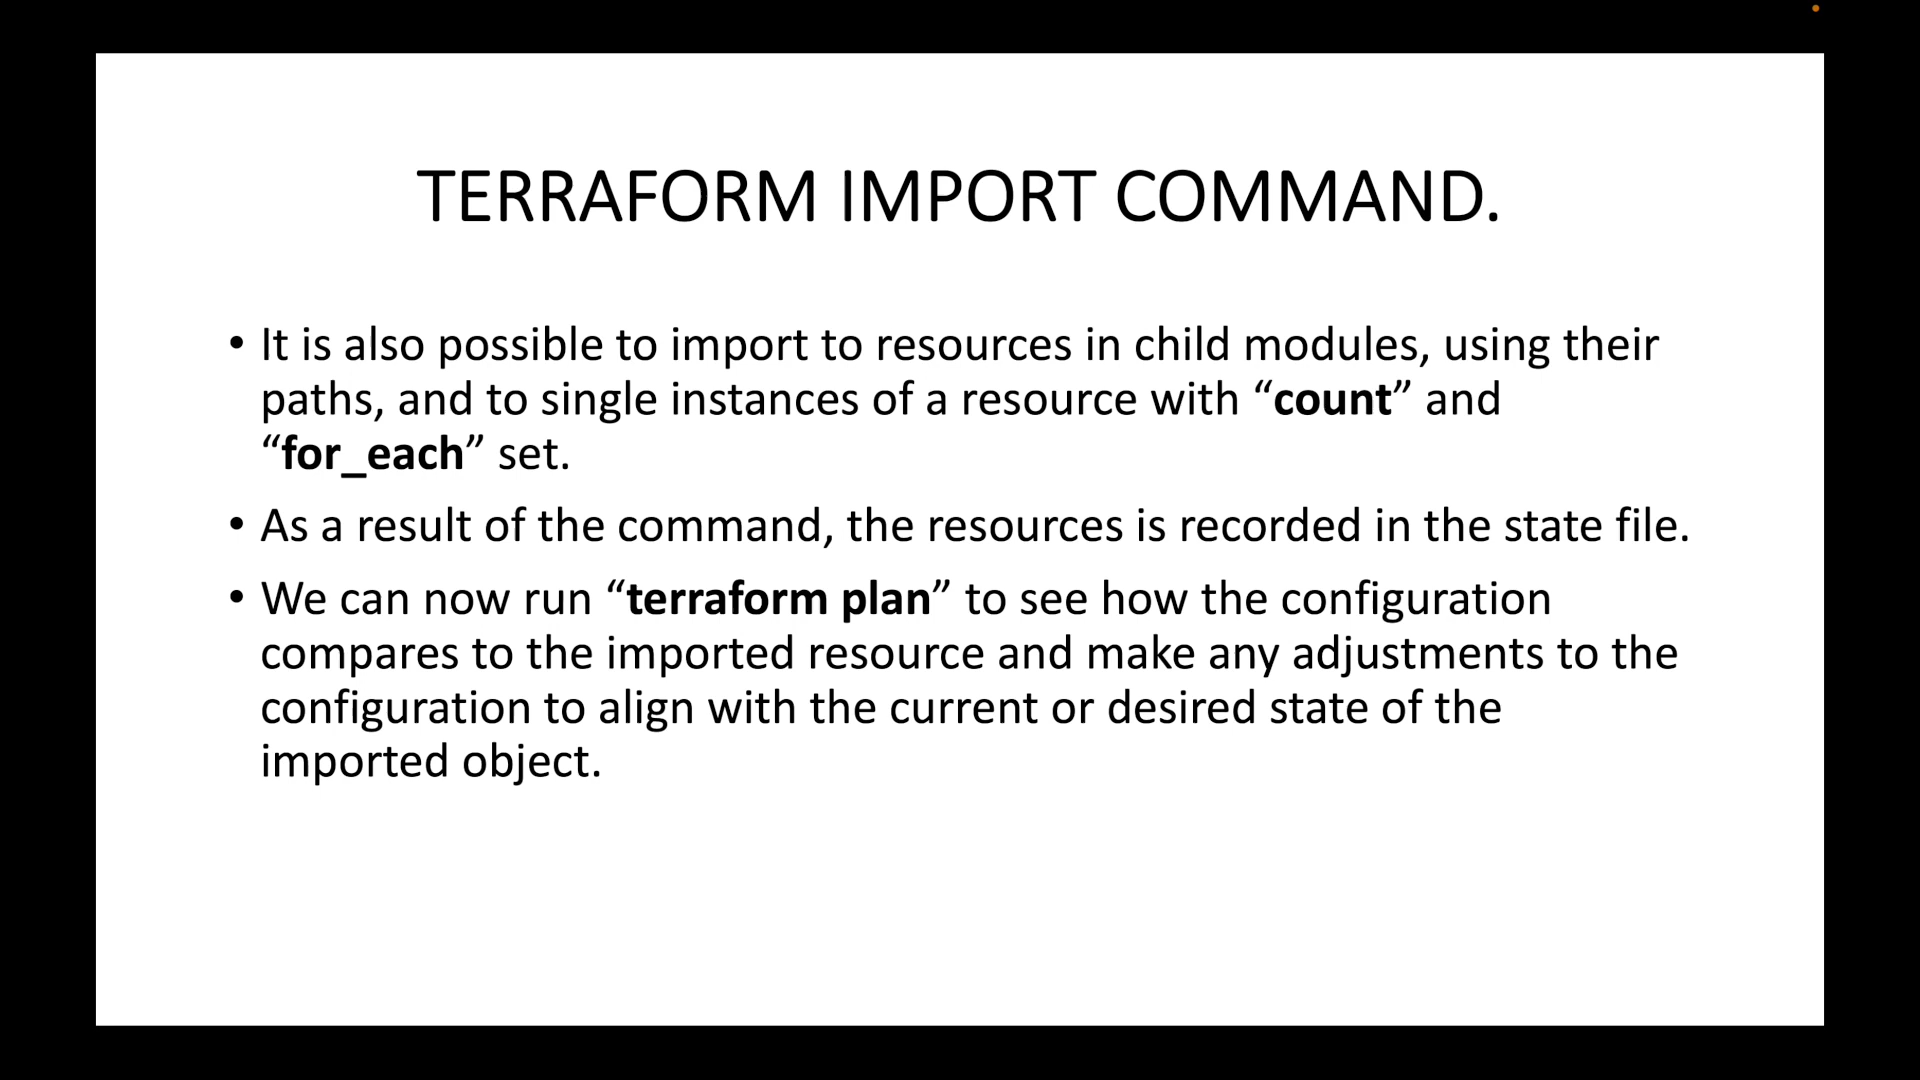 TERRAFORM IMPORT COMMAND.
• It is also possible to import to resources in child modules, using their
paths, and to single instances of a resource with “count” and
“for_each” set.
• As a result of the command, the resources is recorded in the state file.
• We can now run “terraform plan” to see how the configuration
compares to the imported resource and make any adjustments to the
configuration to align with the current or desired state of the
imported object.